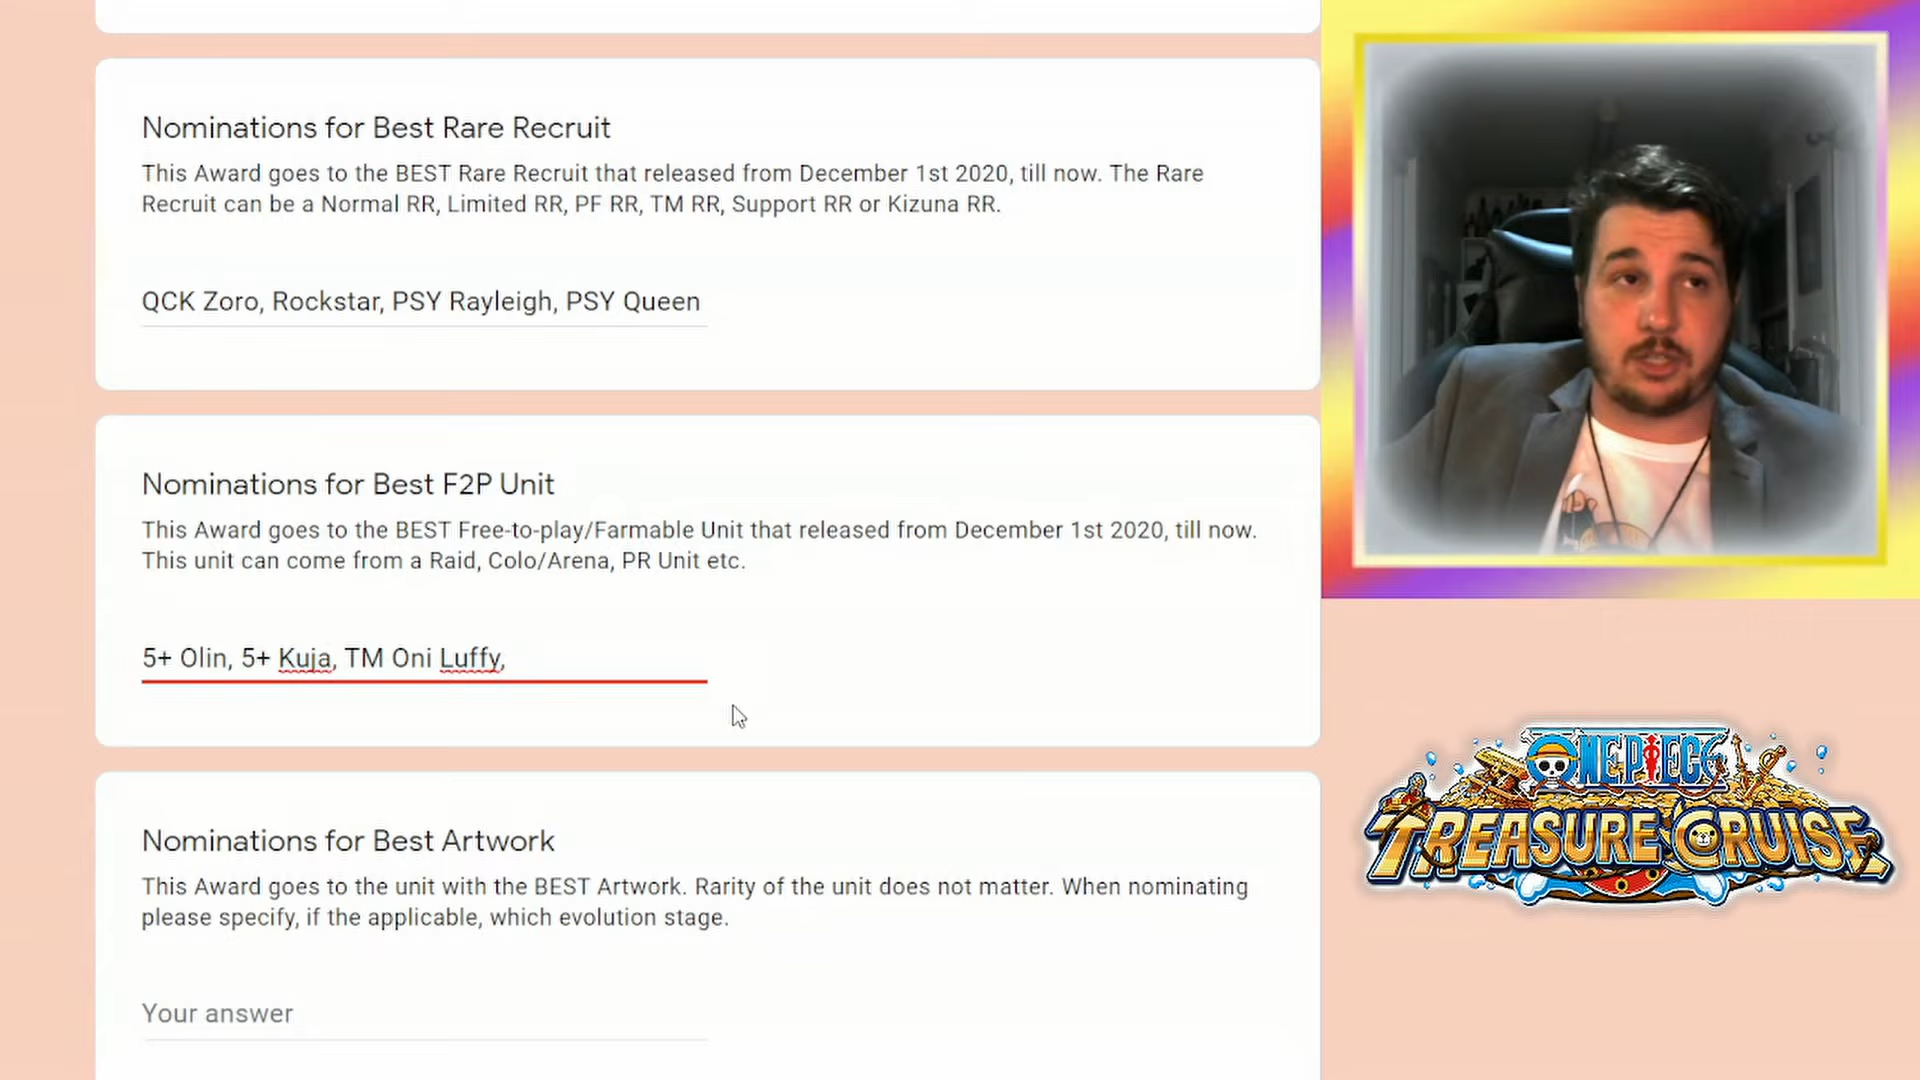 Nominations for Best Rare Recruit
This Award goes to the BEST Rare Recruit that released from December 1st 2020, till now. The Rare
Recruit can be a Normal RR, Limited RR, PF RR, TM RR, Support RR or Kizuna RR.
QCK Zoro, Rockstar, PSY Rayleigh, PSY Queen
Nominations for Best F2P Unit
This Award goes to the BEST Free-to-play/Farmable Unit that released from December 1st 2020, till now.
This unit can come from a Raid, Colo/Arena, PR Unit etc.
5+ Olin, 5+ Kuja, TM Oni Luffy,
Nominations for Best Artwork
This Award goes to the unit with the BEST Artwork. Rarity of the unit does not matter. When nominating
please specify, if the applicable, which evolution stage.
Your answer
ONE PIECE
TREASURE CRUISE